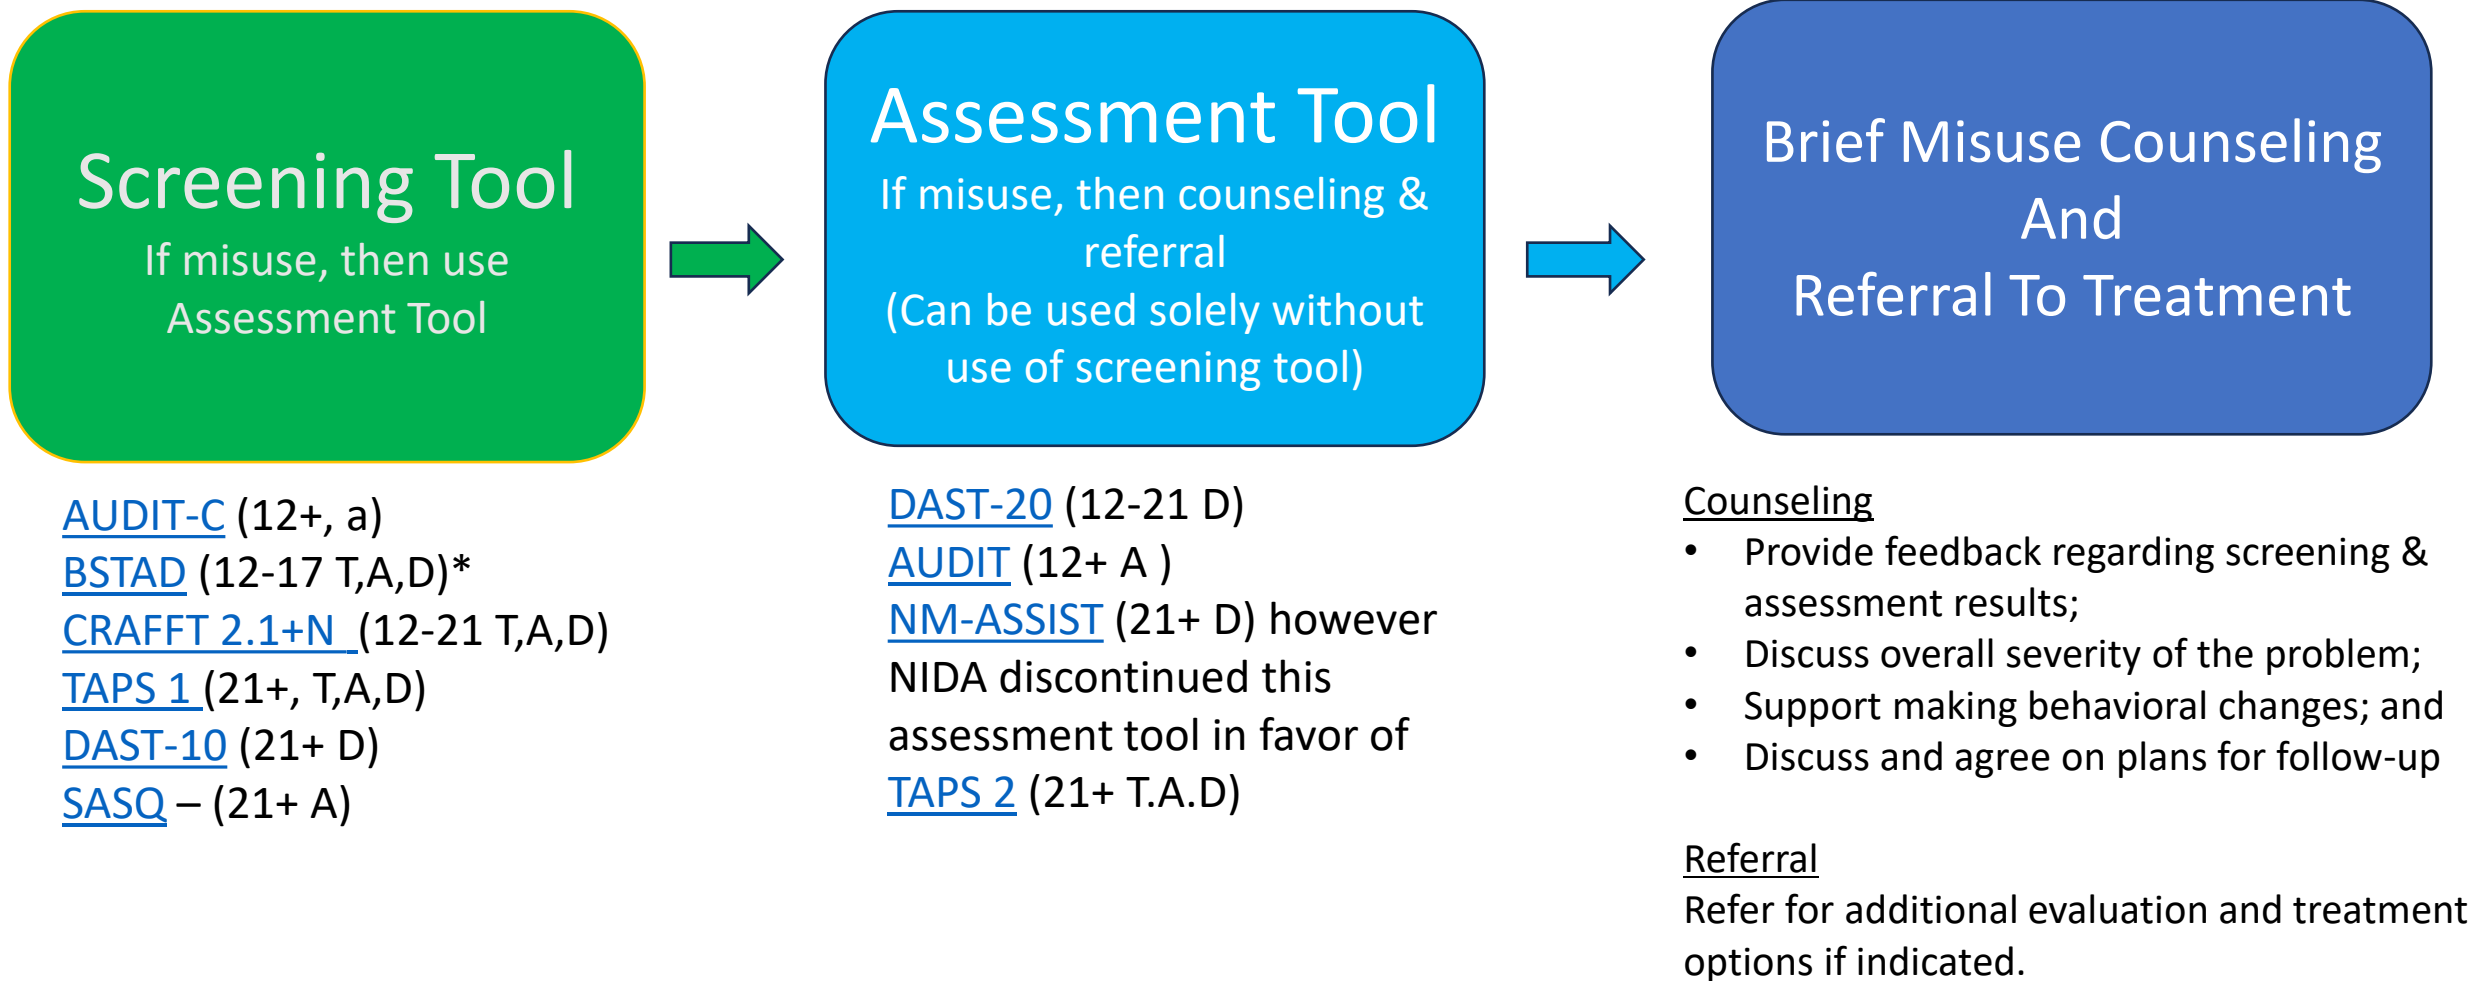 Screening Tool
If misuse, then use
Assessment Tool
Assessment Tool
If misuse, then counseling &
referral
(Can be used solely without
use of screening tool)
Brief Misuse Counseling
And
Referral To Treatment
AUDIT-C (12+, a)
BSTAD (12-17 T,A,D)*
CRAFFT 2.1+N (12-21 T,A,D)
TAPS 1 (21+, T,A,D)
DAST-10 (21+ D)
SASQ – (21+ A)
DAST-20 (12-21 D)
AUDIT (12+ A )
NM-ASSIST (21+ D) however
NIDA discontinued this
assessment tool in favor of
TAPS 2 (21+ T.A.D)
Counseling
• Provide feedback regarding screening &
assessment results;
• Discuss overall severity of the problem;
• Support making behavioral changes; and
• Discuss and agree on plans for follow-up
Referral
Refer for additional evaluation and treatment
options if indicated.